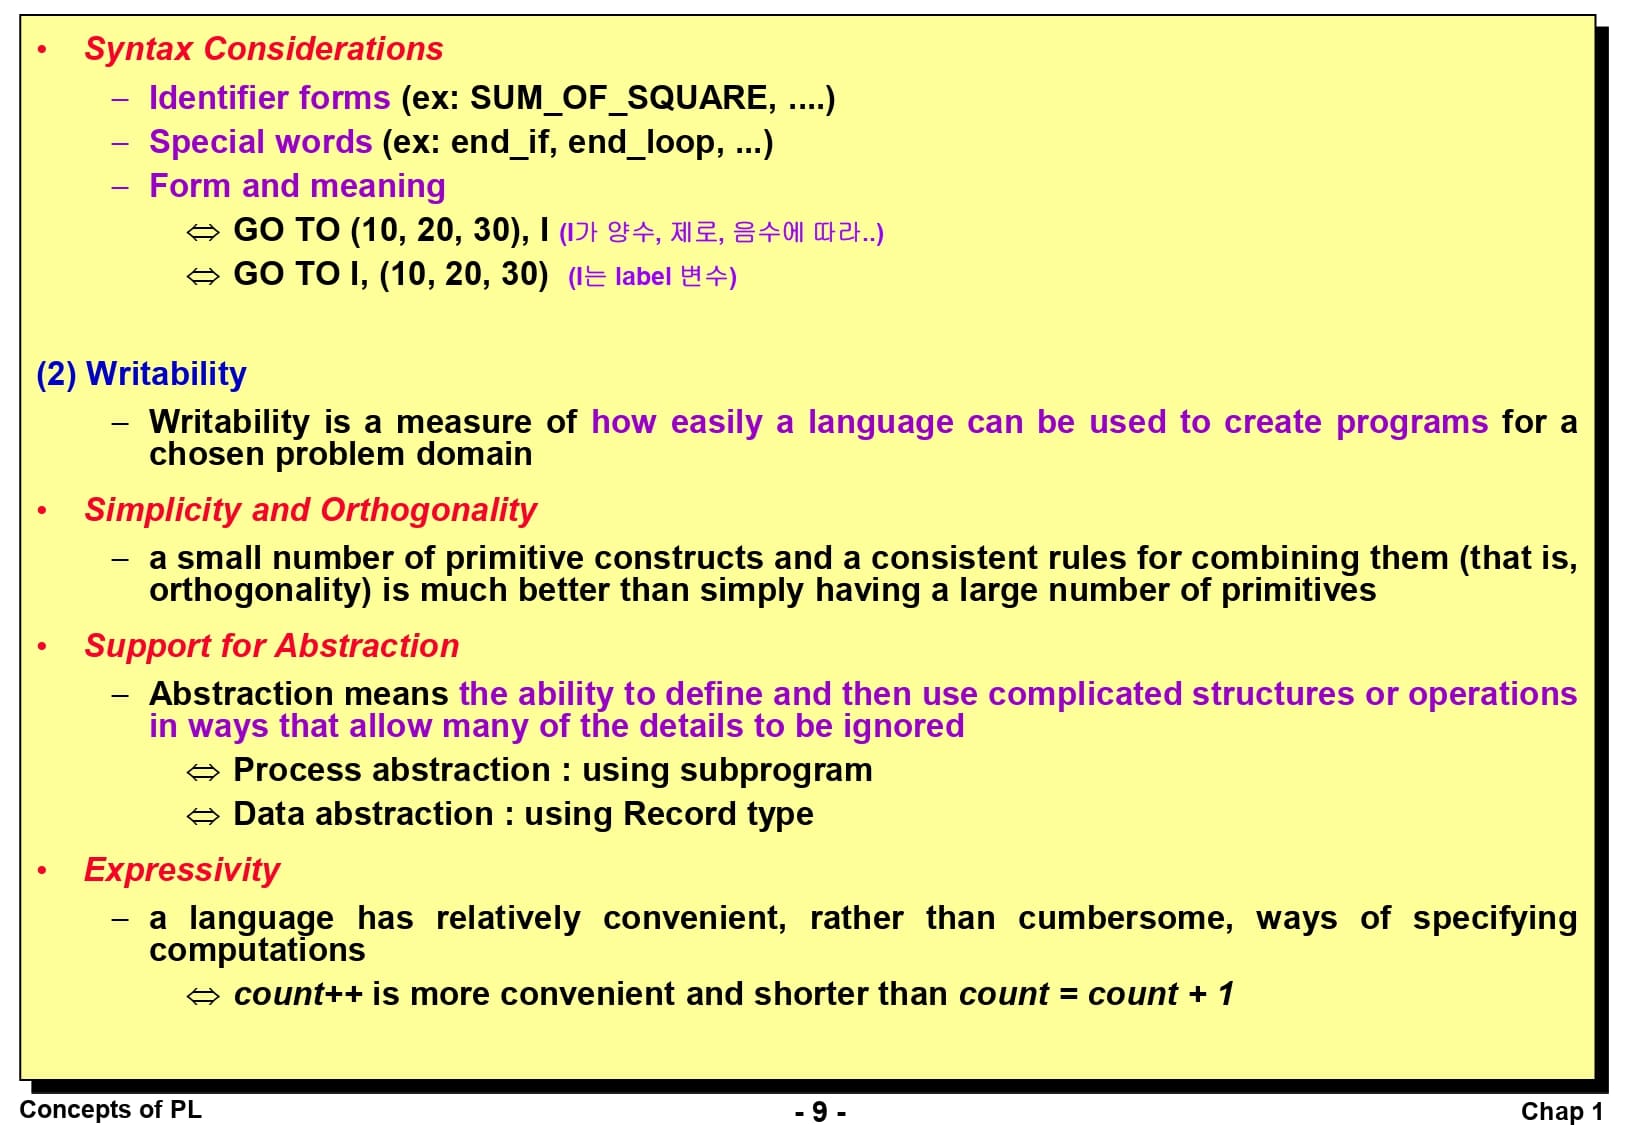 • Syntax Considerations
– Identifier forms (ex: SUM_OF_SQUARE, ....)
– Special words (ex: end_if, end_loop, ...)
– Form and meaning
⇔ GO TO (10, 20, 30), I (I가 양수, 제로, 음수에 따라..)
⇔ GO TO I, (10, 20, 30) (I는 label 변수)
(2) Writability
– Writability is a measure of how easily a language can be used to create programs for a
chosen problem domain
• Simplicity and Orthogonality
– a small number of primitive constructs and a consistent rules for combining them (that is,
orthogonality) is much better than simply having a large number of primitives
• Support for Abstraction
– Abstraction means the ability to define and then use complicated structures or operations
in ways that allow many of the details to be ignored
⇔ Process abstraction : using subprogram
⇔ Data abstraction : using Record type
• Expressivity
– a language has relatively convenient, rather than cumbersome, ways of specifying
computations
⇔ count++ is more convenient and shorter than count = count + 1
Concepts of PL
- 9 -
Chap 1